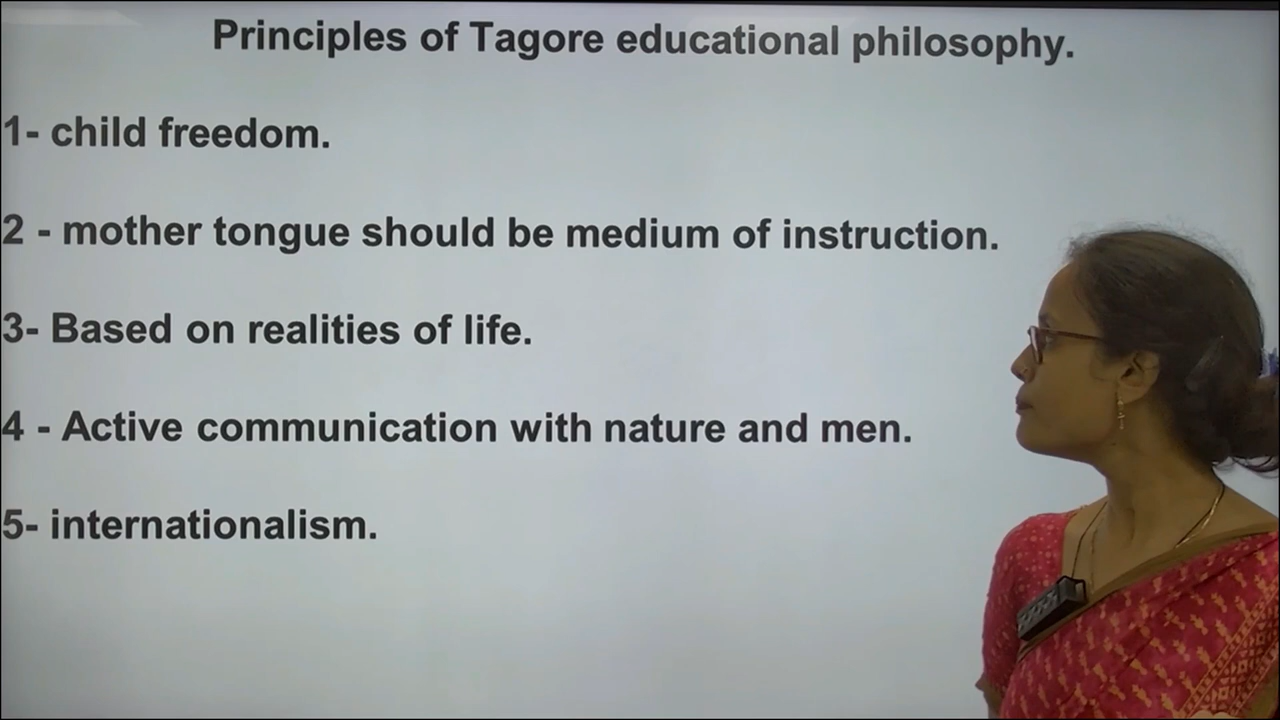 Principles of Tagore educational philosophy.
1- child freedom.
2 - mother tongue should be medium of instruction.
3- Based on realities of life.
4 - Active communication with nature and men.
5- internationalism.